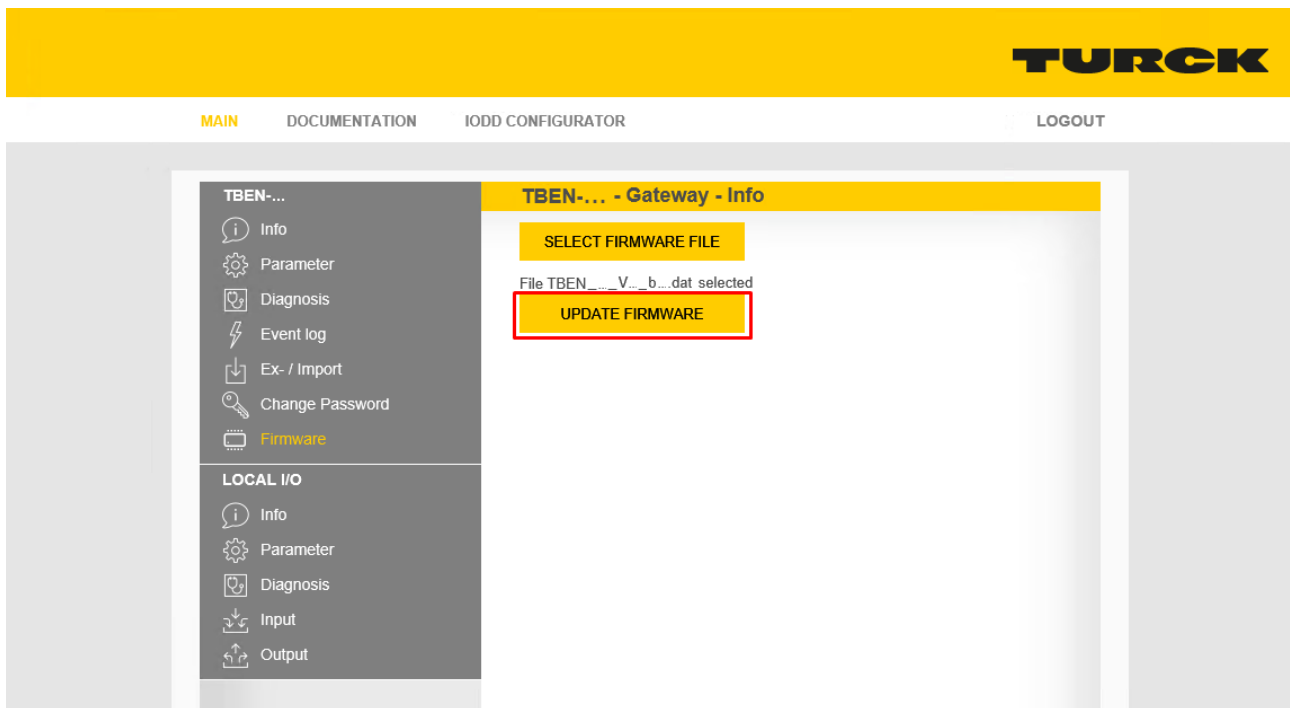 TURCK
MAIN DOCUMENTATION IODD CONFIGURATOR LOGOUT
TBEN-...
Info
Parameter
Diagnosis
Event log
Ex- / Import
Change Password
Firmware
LOCAL I/O
Info
Parameter
Diagnosis
Input
Output
TBEN-... - Gateway - Info
SELECT FIRMWARE FILE
File TBEN_..._V..._b....dat selected
UPDATE FIRMWARE